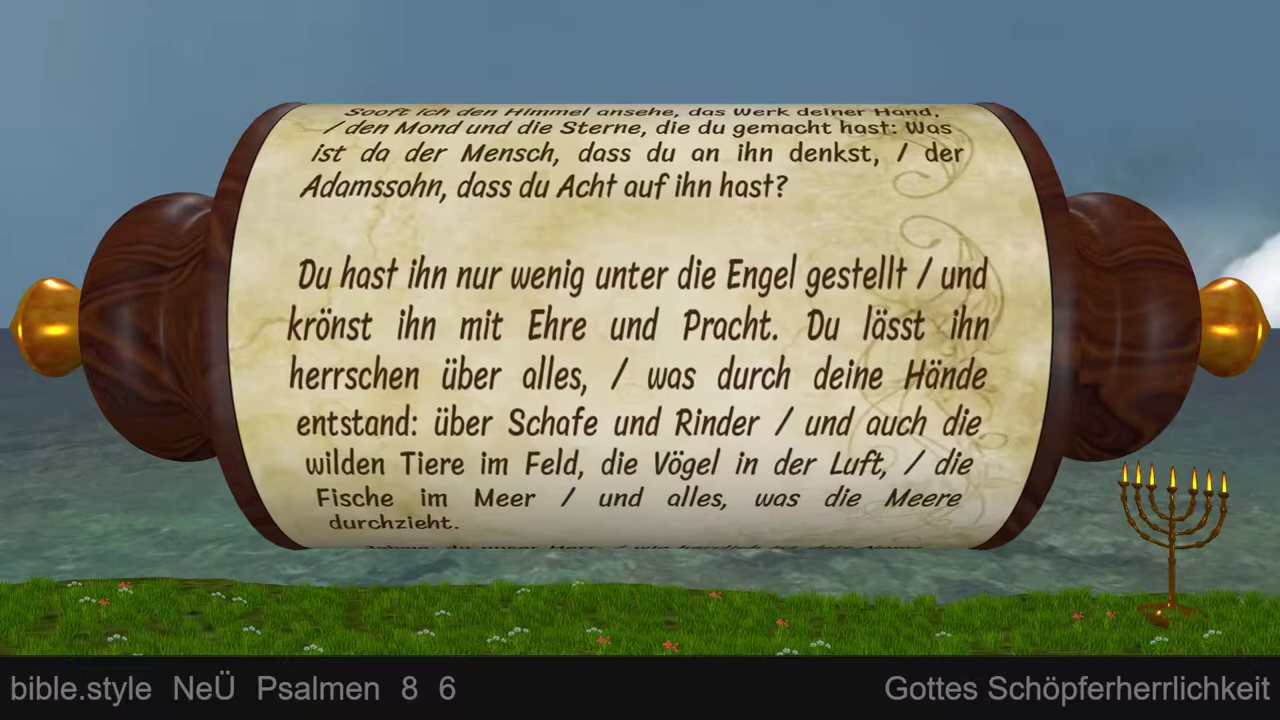 Sooft ich den Himmel ansehe, das Werk deiner Hand,
/ den Mond und die Sterne, die du gemacht hast: Was
ist da der Mensch, dass du an ihn denkst, / der
Adamssohn, dass du Acht auf ihn hast?
Du hast ihn nur wenig unter die Engel gestellt / und
krönst ihn mit Ehre und Pracht. Du lässt ihn
herrschen über alles, / was durch deine Hände
entstand: über Schafe und Rinder / und auch die
wilden Tiere im Feld, die Vögel in der Luft, / die
Fische im Meer / und alles, was die Meere
durchzieht.
bible.style NeÜ Psalmen 8 6
Gottes Schöpferherrlichkeit